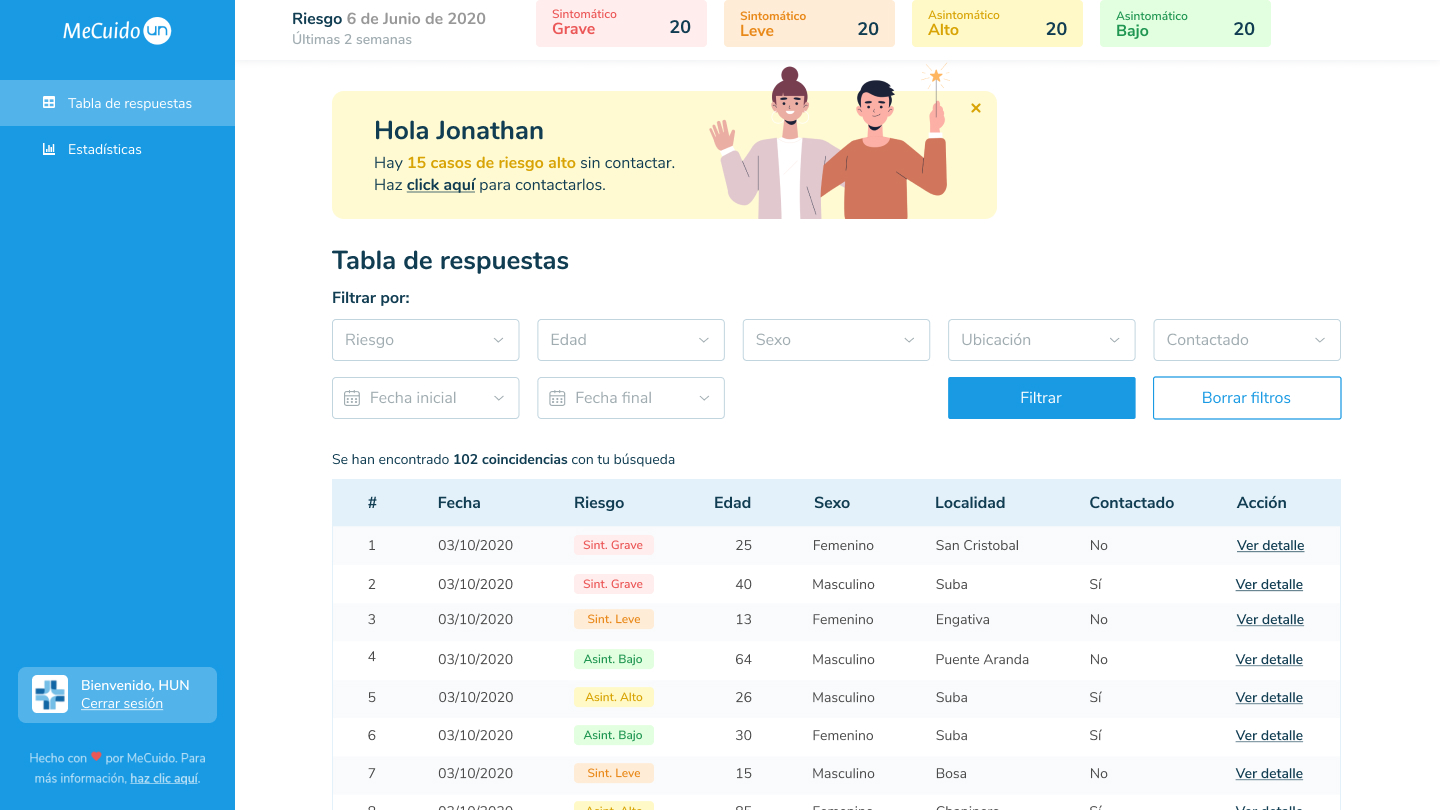 MeCuido un
Tabla de respuestas
Estadísticas
Bienvenido, HUN
Cerrar sesión
Hecho con ❤ por MeCuido. Para
más información, haz clic aquí.
Riesgo 6 de Junio de 2020
Últimas 2 semanas
Sintomático
Grave 20
Sintomático
Leve 20
Asintomático
Alto 20
Asintomático
Bajo 20
Hola Jonathan
Hay 15 casos de riesgo alto sin contactar.
Haz click aquí para contactarlos.
Tabla de respuestas
Filtrar por:
Riesgo Edad Sexo Ubicación Contactado
Fecha inicial Fecha final Filtrar Borrar filtros
Se han encontrado 102 coincidencias con tu búsqueda
# Fecha Riesgo Edad Sexo Localidad Contactado Acción
1 03/10/2020 Sint. Grave 25 Femenino San Cristobal No Ver detalle
2 03/10/2020 Sint. Grave 40 Masculino Suba Sí Ver detalle
3 03/10/2020 Sint. Leve 13 Femenino Engativa No Ver detalle
4 03/10/2020 Asint. Bajo 64 Masculino Puente Aranda No Ver detalle
5 03/10/2020 Asint. Alto 26 Masculino Suba Sí Ver detalle
6 03/10/2020 Asint. Bajo 30 Femenino Suba Sí Ver detalle
7 03/10/2020 Sint. Leve 15 Masculino Bosa No Ver detalle